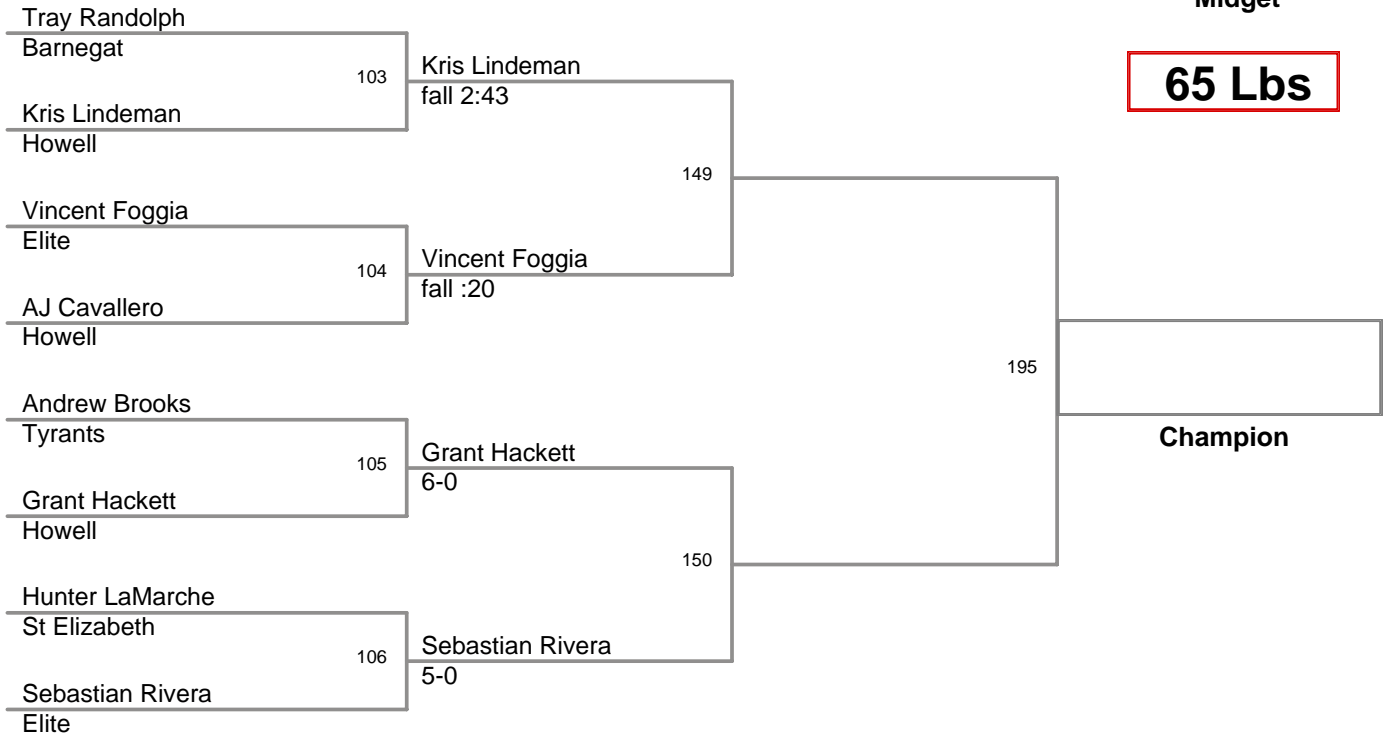 Midget
65 Lbs
Tray Randolph
Barnegat
103
Kris Lindeman
Howell
Kris Lindeman
fall 2:43
149
Vincent Foggia
Elite
104
AJ Cavallero
Howell
Vincent Foggia
fall :20
195
Champion
Andrew Brooks
Tyrants
105
Grant Hackett
Howell
Grant Hackett
6-0
150
Hunter LaMarche
St Elizabeth
106
Sebastian Rivera
Elite
Sebastian Rivera
5-0